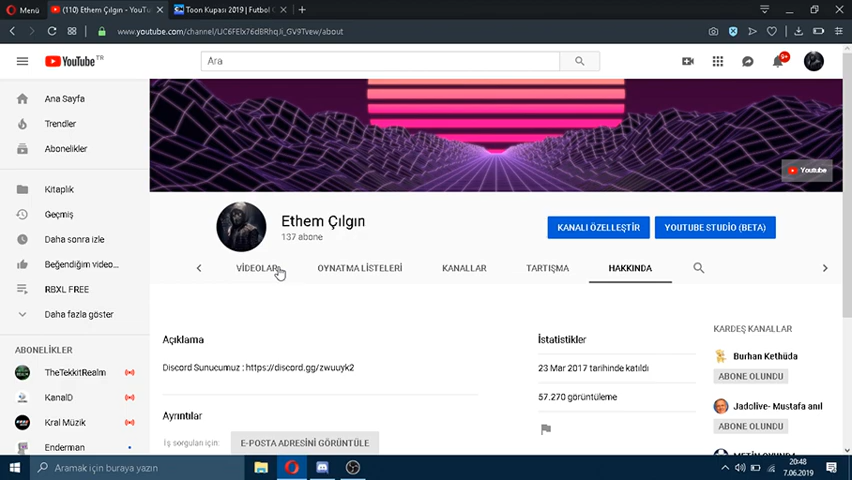 Menü
(110) Ethem Çılgın - YouTu
Toon Kupası 2019 | Futbol
www.youtube.com/channel/UC6FEIx76dBRhqJi_GV9Tvew/about
YouTube TR
Ara
9+
Ana Sayfa
Trendler
Abonelikler
Kitaplık
Geçmiş
Daha sonra izle
Beğendiğim video...
RBXL FREE
Daha fazla göster
ABONELİKLER
TheTekkitRealm
KanalD
Kral Müzik
Enderman
Youtube
Ethem Çılgın
137 abone
KANALI ÖZELLEŞTİR
YOUTUBE STUDIO (BETA)
VİDEOLAR
OYNATMA LİSTELERİ
KANALLAR
TARTIŞMA
HAKKINDA
Açıklama
Discord Sunucumuz : https://discord.gg/zwuuyk2
Ayrıntılar
İş sorguları için:
E-POSTA ADRESİNİ GÖRÜNTÜLE
İstatistikler
23 Mar 2017 tarihinde katıldı
57.270 görüntüleme
KARDEŞ KANALLAR
Burhan Kethüda
ABONE OLUNDU
Jadolive- Mustafa anıl
ABONE OLUNDU
METİN OYUNDA
Aramak için buraya yazın
20:48
7.06.2019